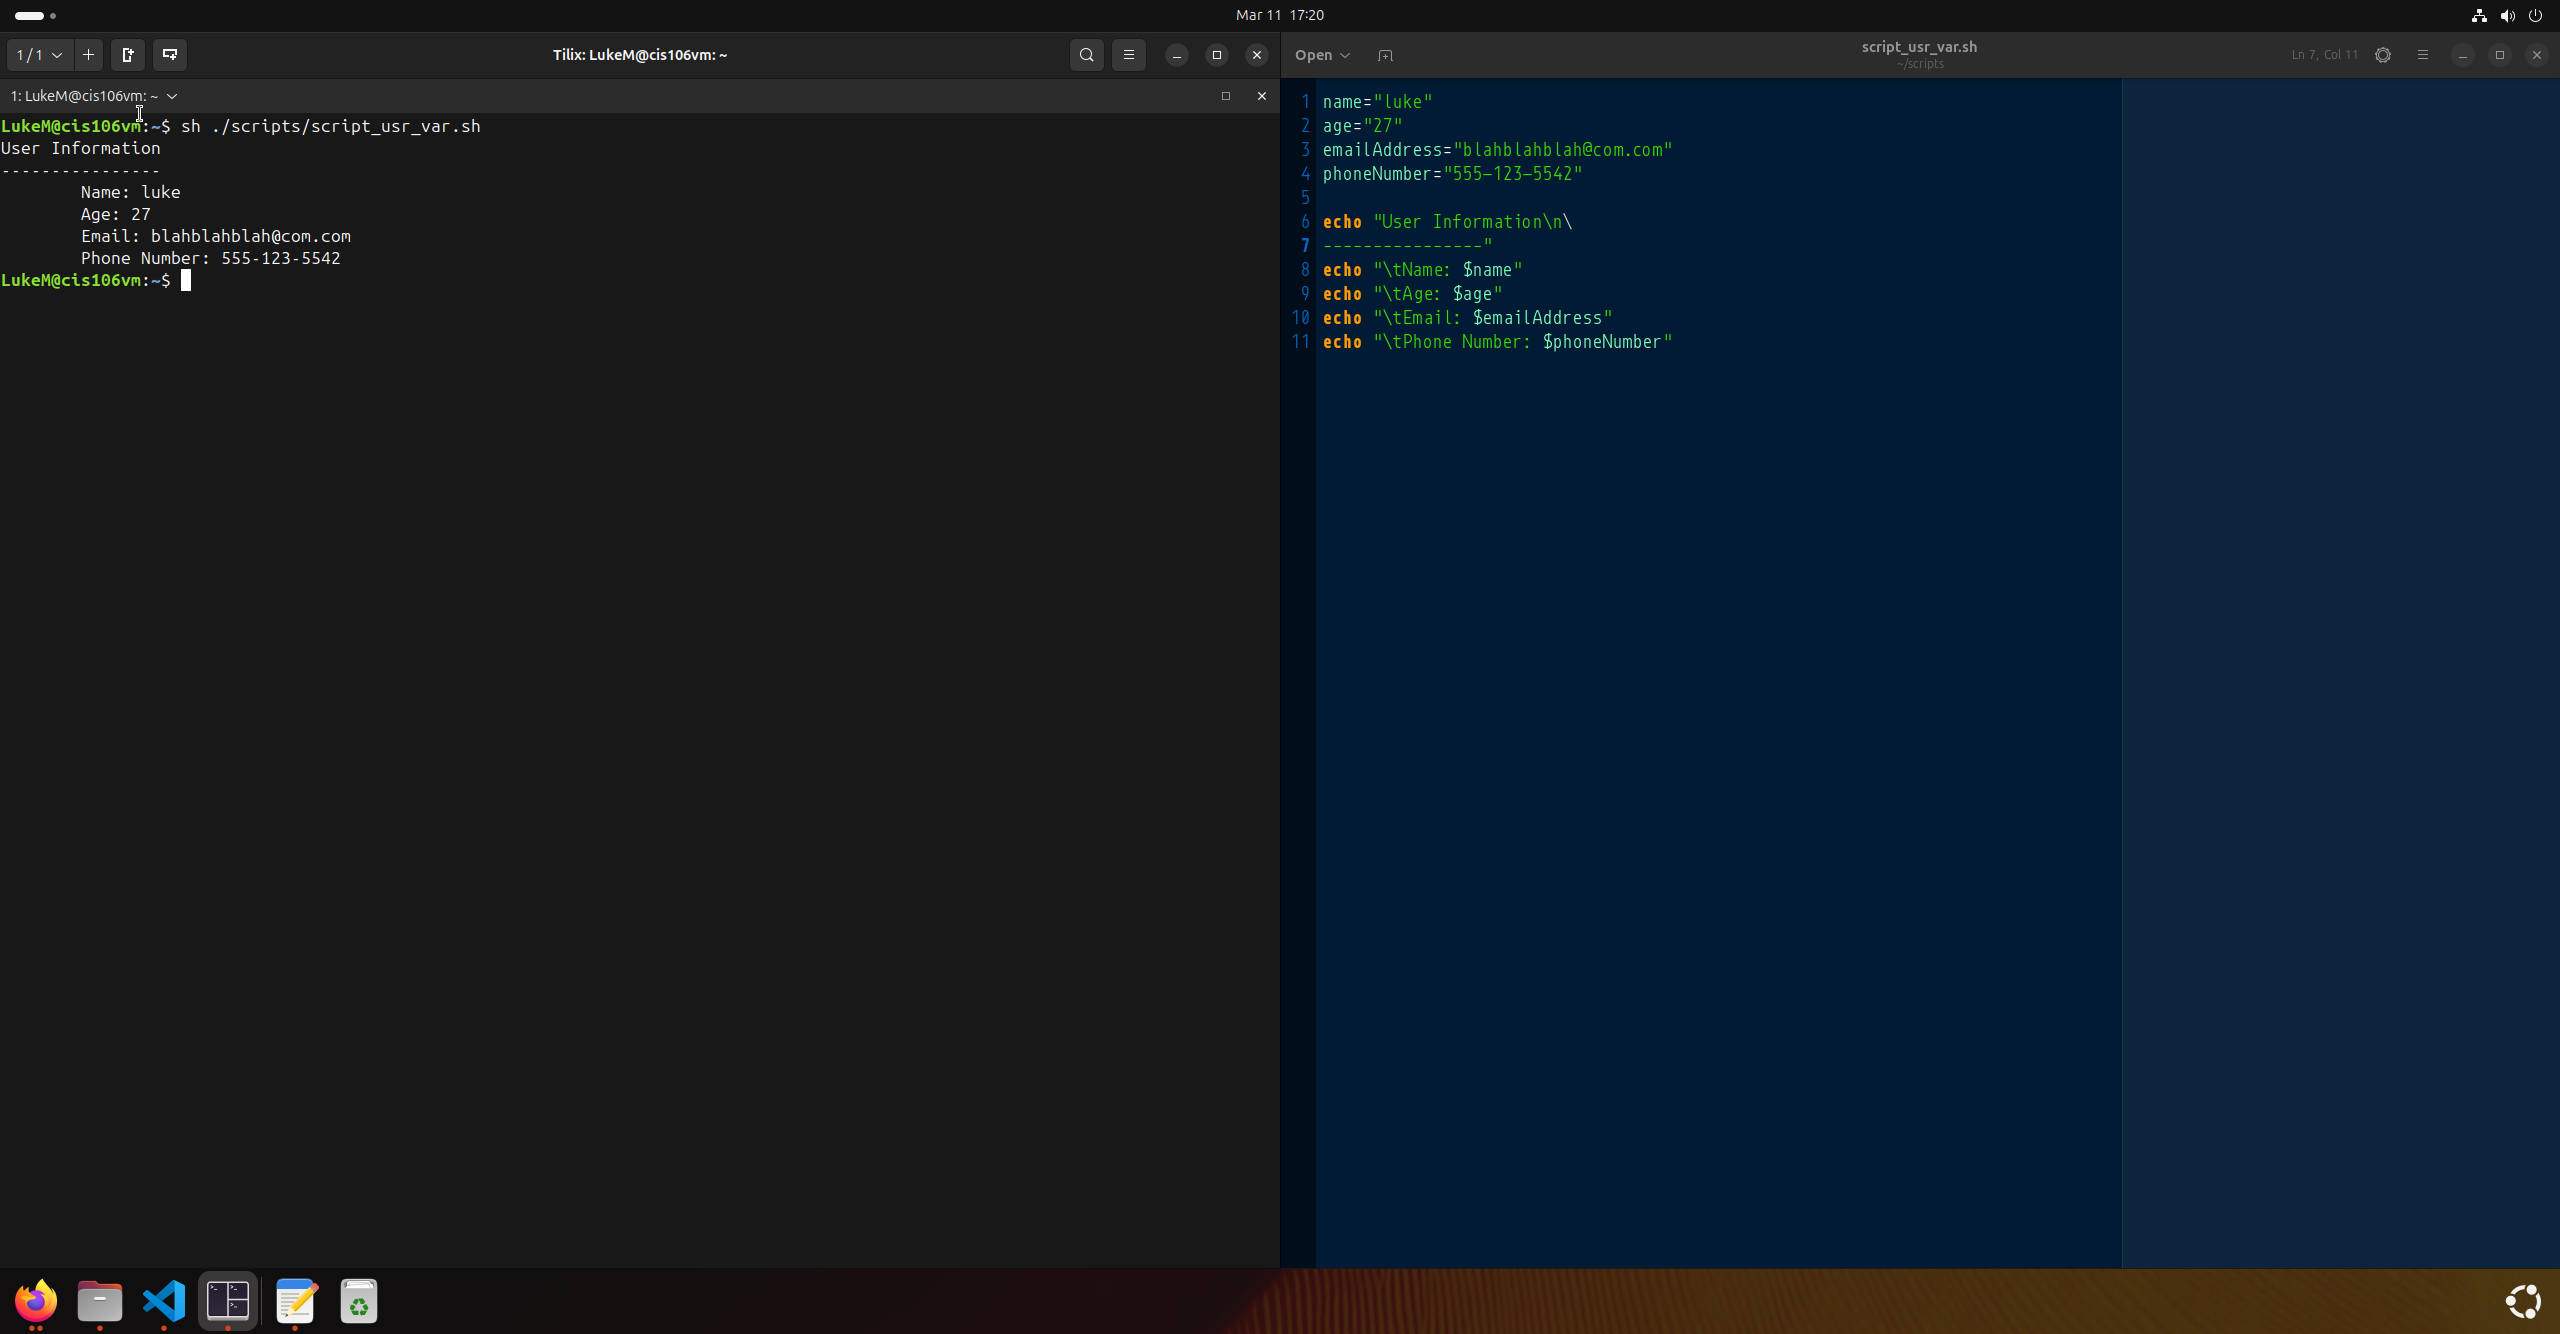 Mar 11 17:20
1 / 1
Tilix: LukeM@cis106vm: ~
1: LukeM@cis106vm: ~
LukeM@cis106vm:~$ sh ./scripts/script_usr_var.sh
User Information
----------------
Name: luke
Age: 27
Email: blahblahblah@com.com
Phone Number: 555-123-5542
LukeM@cis106vm:~$
Open
script_usr_var.sh
~/scripts
Ln 7, Col 11
1 name="luke"
2 age="27"
3 emailAddress="blahblahblah@com.com"
4 phoneNumber="555-123-5542"
5
6 echo "User Information\n\
7 ----------------"
8 echo "\tName: $name"
9 echo "\tAge: $age"
10 echo "\tEmail: $emailAddress"
11 echo "\tPhone Number: $phoneNumber"